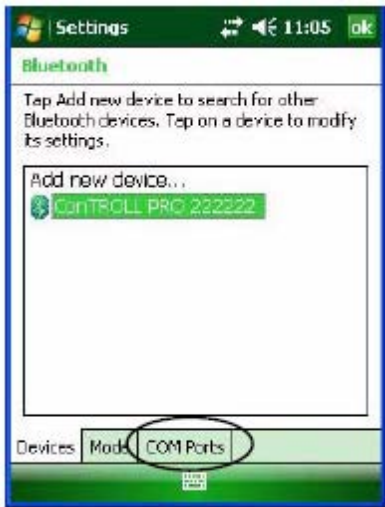 Settings 11:05 ok
Bluetooth
Tap Add new device to search for other
Bluetooth devices. Tap on a device to modify
its settings.
Add new device...
ConTROLL PRO 222222
Devices Mode COM Ports